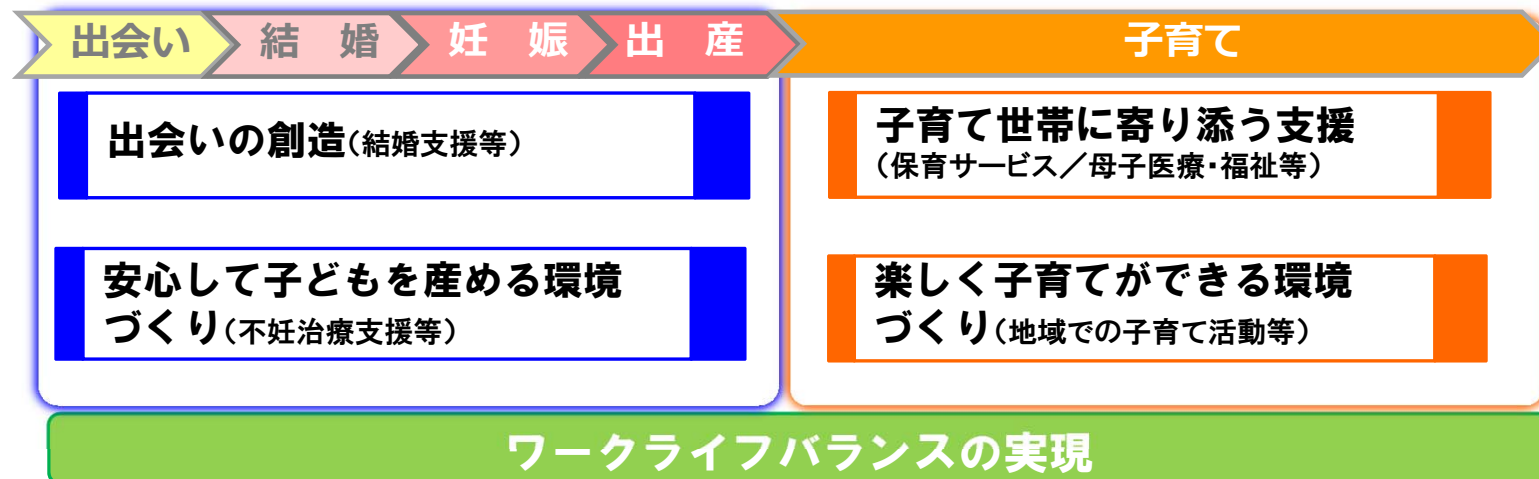 出会い 結 婚 妊 娠 出 産 子育て
出会いの創造(結婚支援等)
安心して子どもを産める環境
づくり(不妊治療支援等)
子育て世帯に寄り添う支援
(保育サービス/母子医療・福祉等)
楽しく子育てができる環境
づくり(地域での子育て活動等)
ワークライフバランスの実現